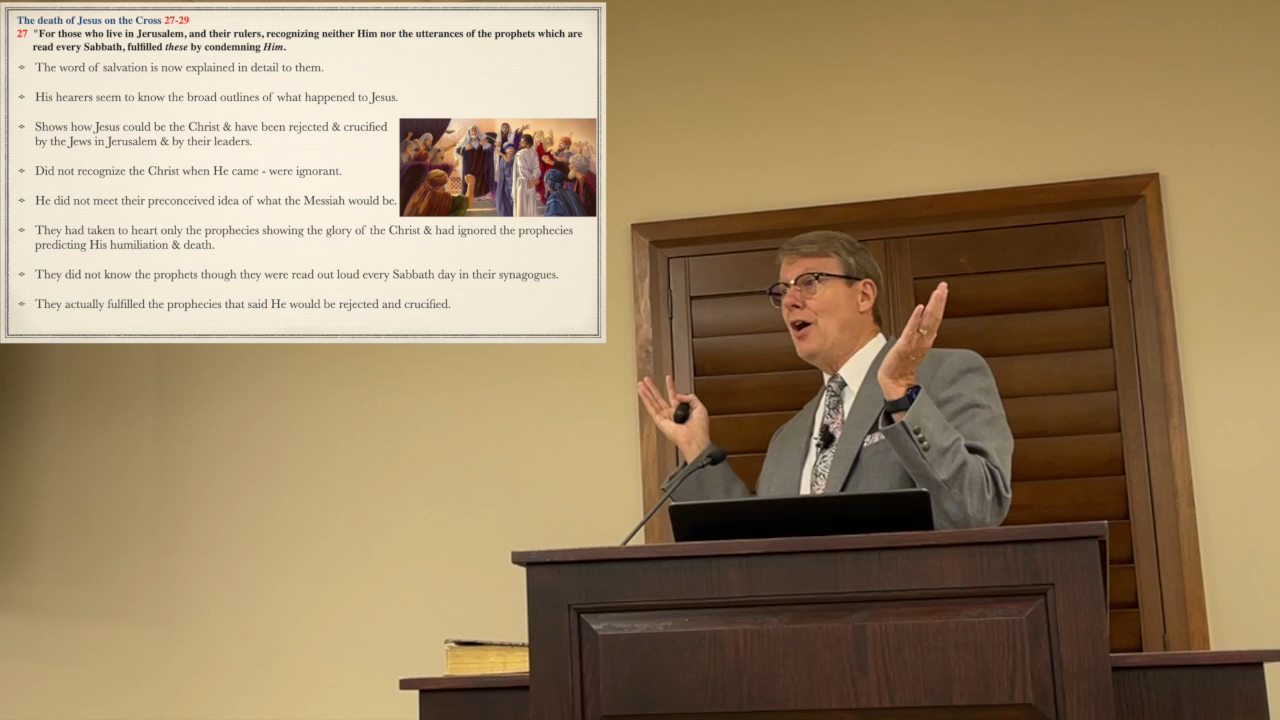 The death of Jesus on the Cross 27-29
27 "For those who live in Jerusalem, and their rulers, recognizing neither Him nor the utterances of the prophets which are
read every Sabbath, fulfilled these by condemning Him.
The word of salvation is now explained in detail to them.
His hearers seem to know the broad outlines of what happened to Jesus.
Shows how Jesus could be the Christ & have been rejected & crucified
by the Jews in Jerusalem & by their leaders.
Did not recognize the Christ when He came - were ignorant.
He did not meet their preconceived idea of what the Messiah would be.
They had taken to heart only the prophecies showing the glory of the Christ & had ignored the prophecies
predicting His humiliation & death.
They did not know the prophets though they were read out loud every Sabbath day in their synagogues.
They actually fulfilled the prophecies that said He would be rejected and crucified.